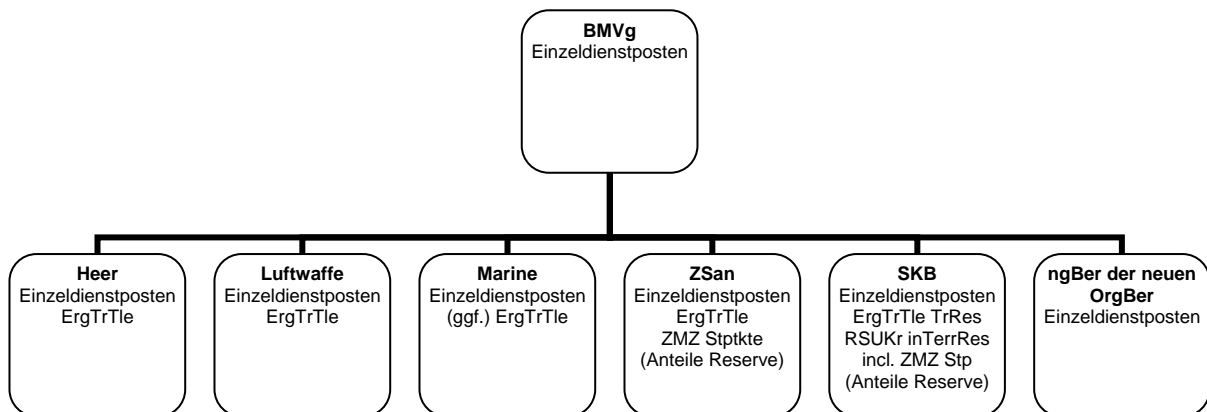 BMVg
Einzeldienstposten
Heer
Einzeldienstposten
ErgTrTle
Luftwaffe
Einzeldienstposten
ErgTrTle
Marine
Einzeldienstposten
(ggf.) ErgTrTle
ZSan
Einzeldienstposten
ErgTrTle
ZMZ Stptkte
(Anteile Reserve)
SKB
Einzeldienstposten
ErgTrTle TrRes
RSUKr inTerrRes
incl. ZMZ Stp
(Anteile Reserve)
ngBer der neuen
OrgBer
Einzeldienstposten